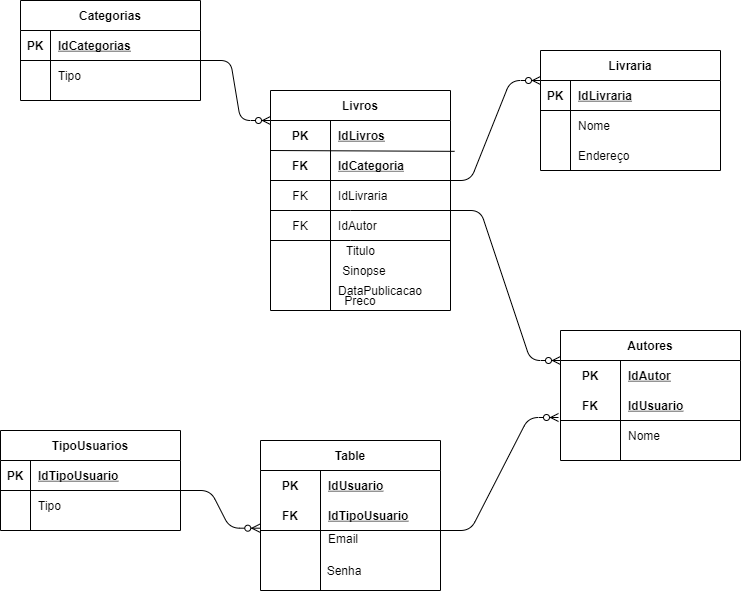 Categorias
PK IdCategorias
Tipo
Livraria
PK IdLivraria
Nome
Endereço
Livros
PK IdLivros
FK IdCategoria
FK IdLivraria
FK IdAutor
Titulo
Sinopse
DataPublicacao
Preco
Autores
PK IdAutor
FK IdUsuario
Nome
TipoUsuarios
PK IdTipoUsuario
Tipo
Table
PK IdUsuario
FK IdTipoUsuario
Email
Senha